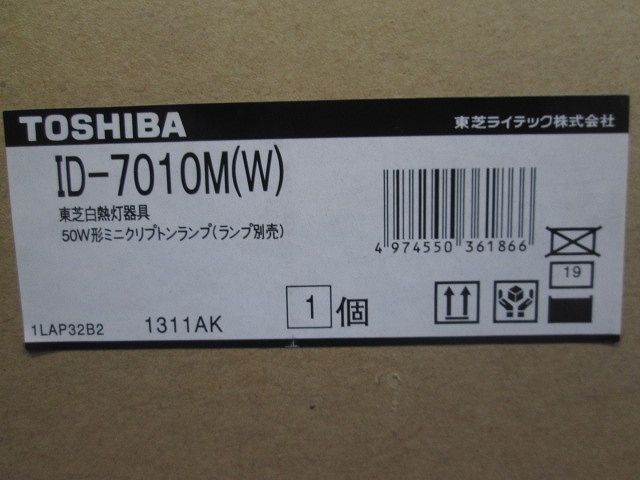 TOSHIBA
東芝ライテック株式会社
ID-7010M(W)
東芝白熱灯器具
50W形ミニクリプトンランプ(ランプ別売)
4 974550 361866
19
1 個
1LAP32B2
1311AK